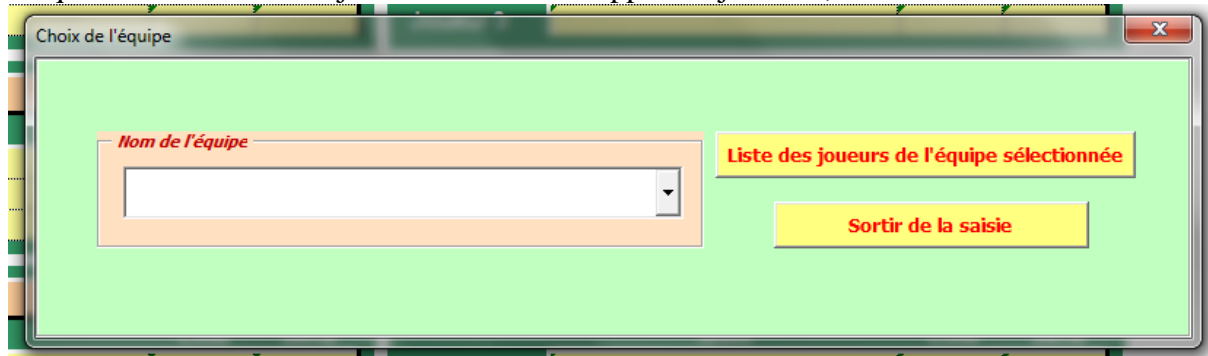 Choix de l'équipe
Nom de l'équipe
Liste des joueurs de l'équipe sélectionnée
Sortir de la saisie